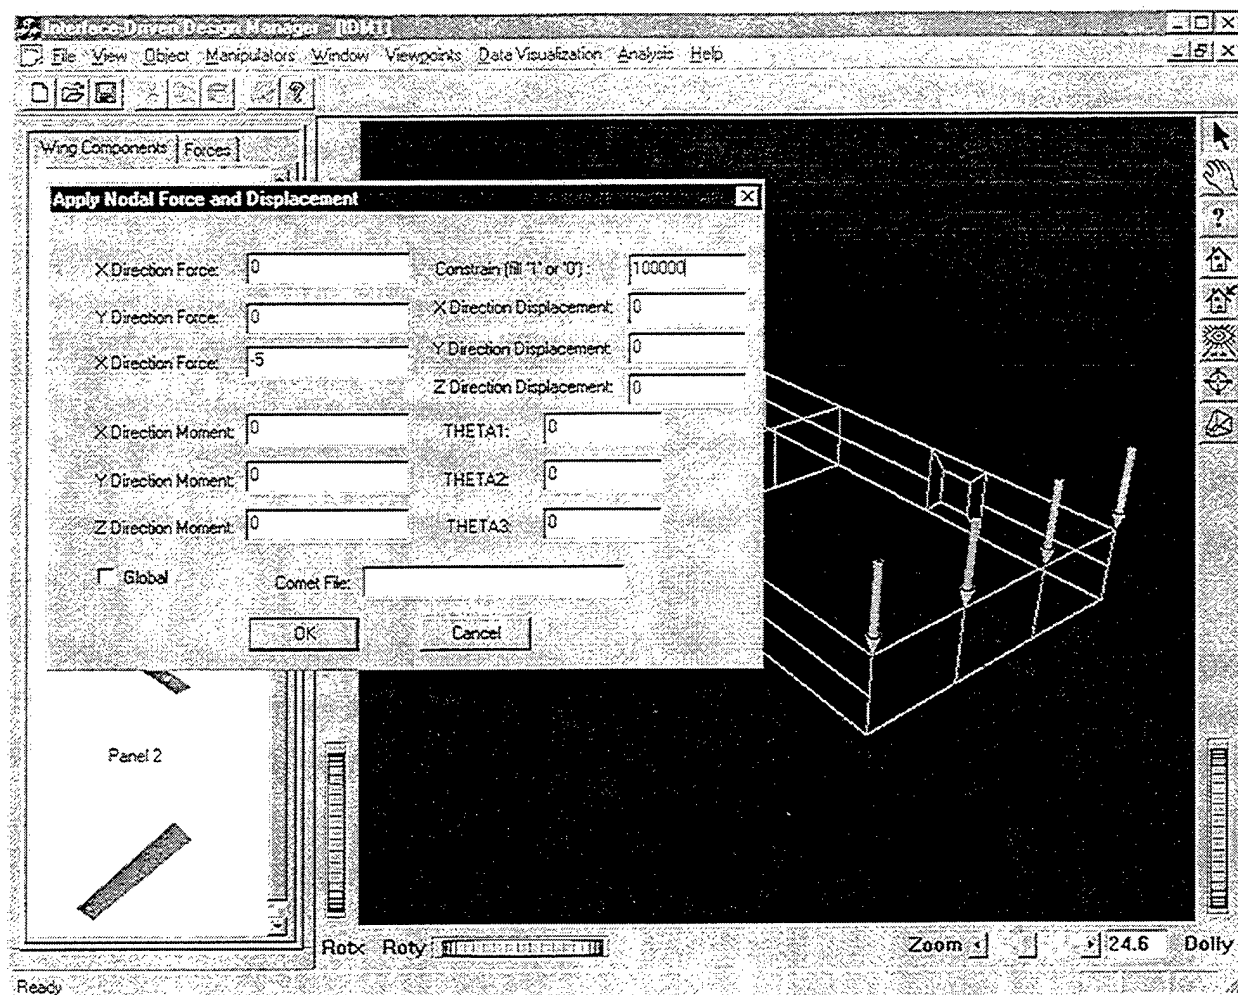 Interface-Driven Design Manager - [IDM1]
File View Object Manipulators Window Viewpoints Data Visualization Analysis Help
Wing Components Forces
Apply Nodal Force and Displacement
X Direction Force: 0 Constrain (fill '1' or '0') : 100000
Y Direction Force: 0 X Direction Displacement: 0
X Direction Force: -5 Y Direction Displacement: 0
Z Direction Displacement: 0
X Direction Moment: 0 THETA1: 0
Y Direction Moment: 0 THETA2: 0
Z Direction Moment: 0 THETA3: 0
Global Comet File:
OK Cancel
Panel 2
Rotx Roty Zoom 24.6 Dolly
Ready